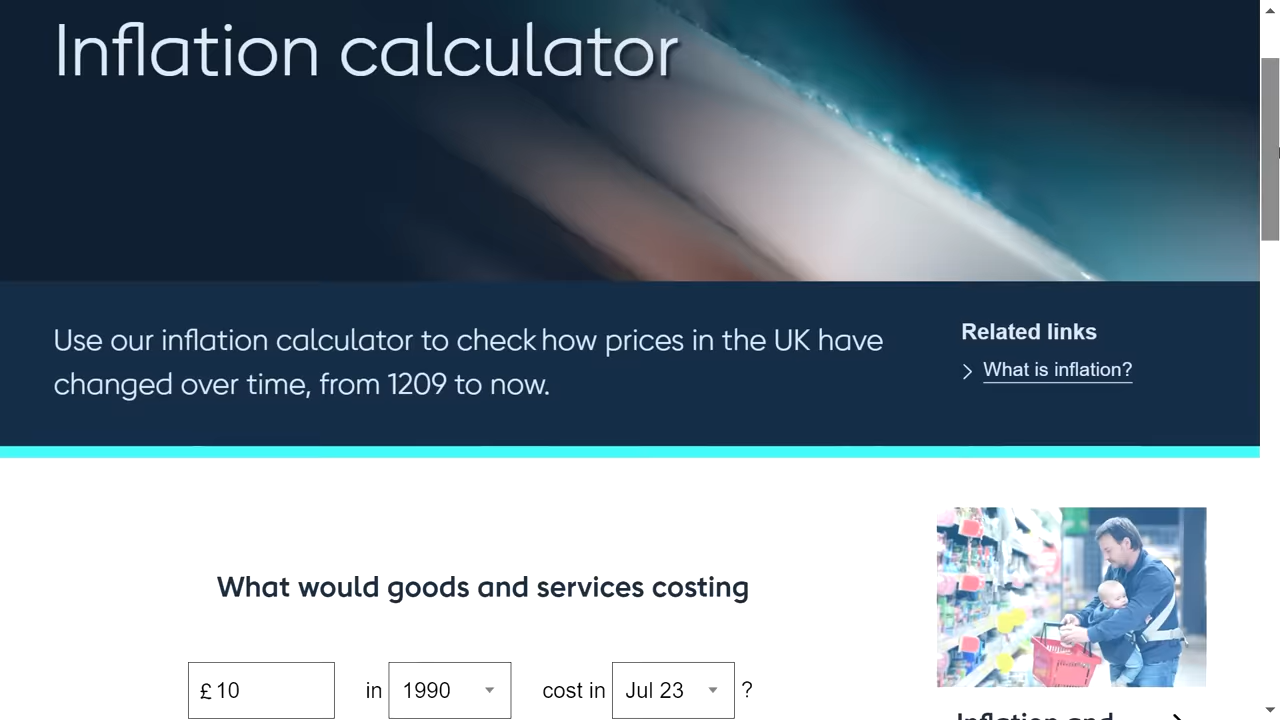 Inflation calculator
Use our inflation calculator to check how prices in the UK have
changed over time, from 1209 to now.
Related links
What is inflation?
What would goods and services costing
£ 10 in 1990 cost in Jul 23 ?
Inflation and